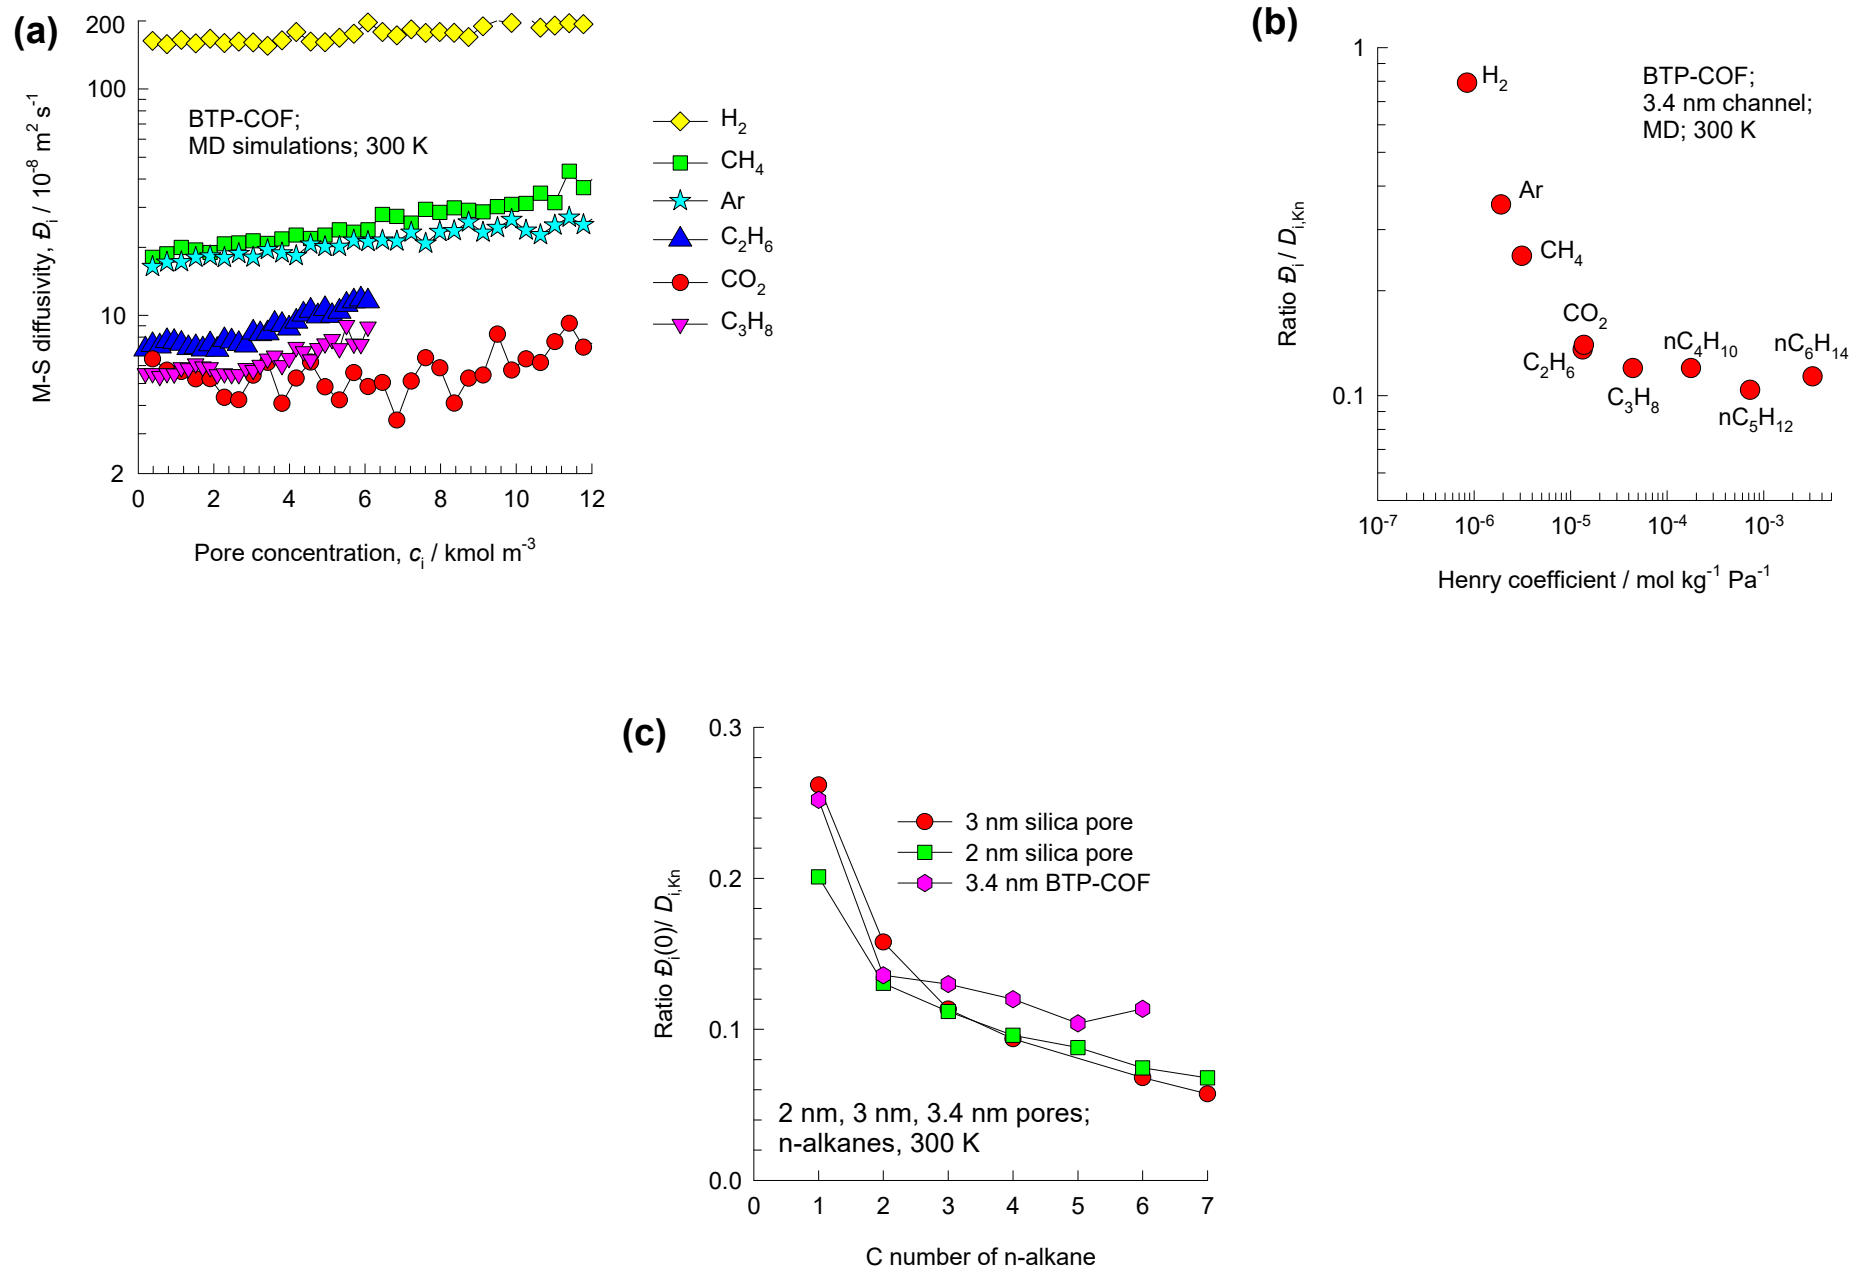 (a)
200
100
10
2
M-S diffusivity, Đi / 10-8 m2 s-1
BTP-COF;
MD simulations; 300 K
0 2 4 6 8 10 12
Pore concentration, ci / kmol m-3
H2
CH4
Ar
C2H6
CO2
C3H8
(b)
1
0.1
Ratio Đi / Di,Kn
BTP-COF;
3.4 nm channel;
MD; 300 K
H2
Ar
CH4
CO2
C2H6
C3H8
nC4H10
nC5H12
nC6H14
10-7 10-6 10-5 10-4 10-3
Henry coefficient / mol kg-1 Pa-1
(c)
0.3
0.2
0.1
0.0
Ratio Đi(0)/ Di,Kn
3 nm silica pore
2 nm silica pore
3.4 nm BTP-COF
2 nm, 3 nm, 3.4 nm pores;
n-alkanes, 300 K
0 1 2 3 4 5 6 7
C number of n-alkane